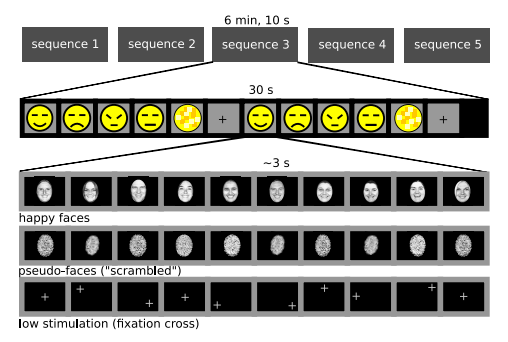 6 min, 10 s
sequence 1 sequence 2 sequence 3 sequence 4 sequence 5
30 s
~3 s
happy faces
pseudo-faces ("scrambled")
low stimulation (fixation cross)